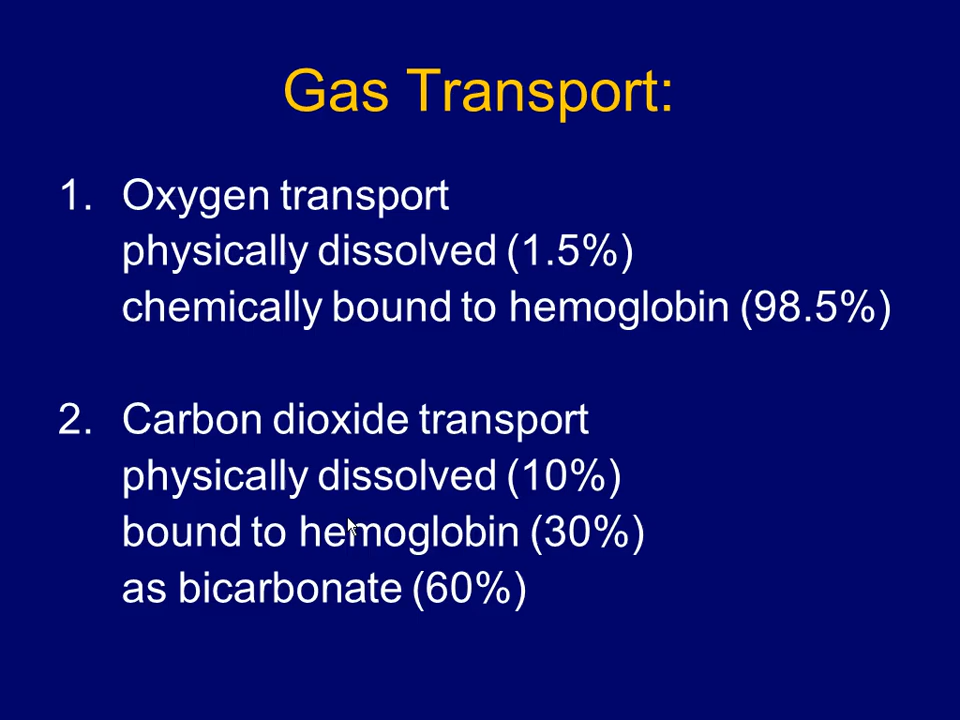 Gas Transport:
1. Oxygen transport
physically dissolved (1.5%)
chemically bound to hemoglobin (98.5%)
2. Carbon dioxide transport
physically dissolved (10%)
bound to hemoglobin (30%)
as bicarbonate (60%)